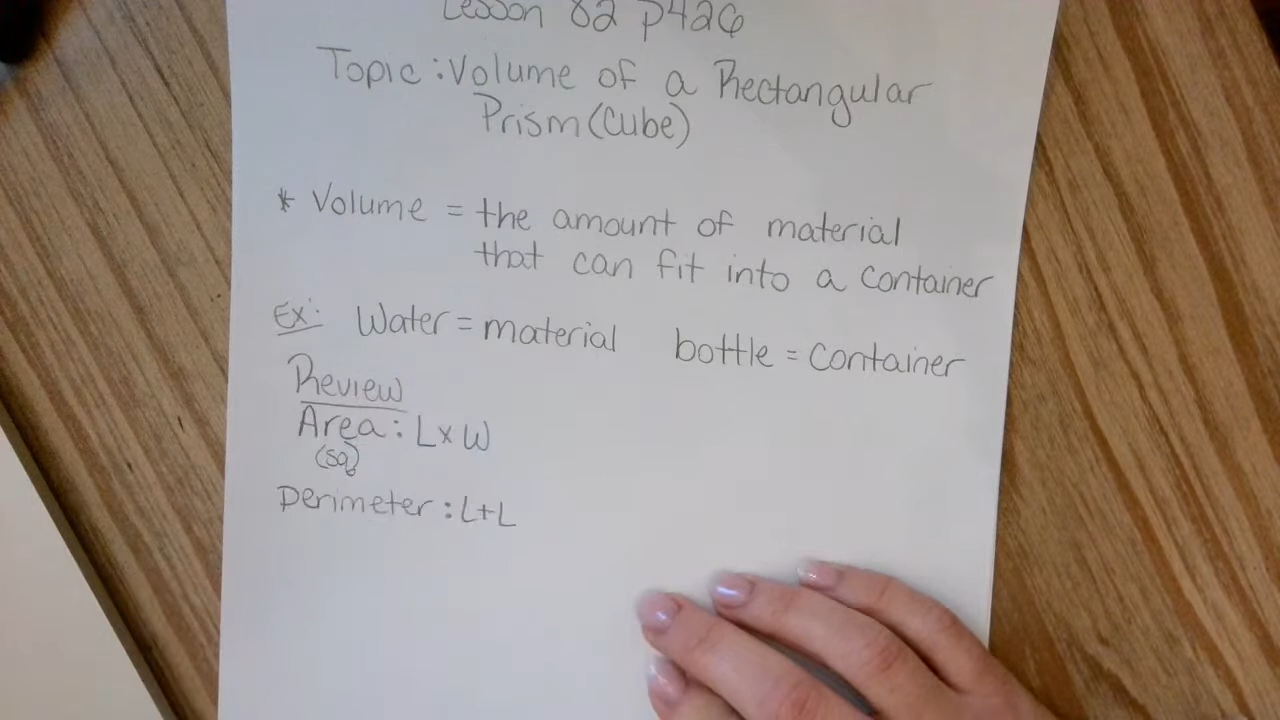 Lesson 82 p426
Topic: Volume of a Rectangular
Prism (Cube)
* Volume = the amount of material
that can fit into a container
Ex: Water = material bottle = container
Review
Area: L x W
(sq)
Perimeter: L+L